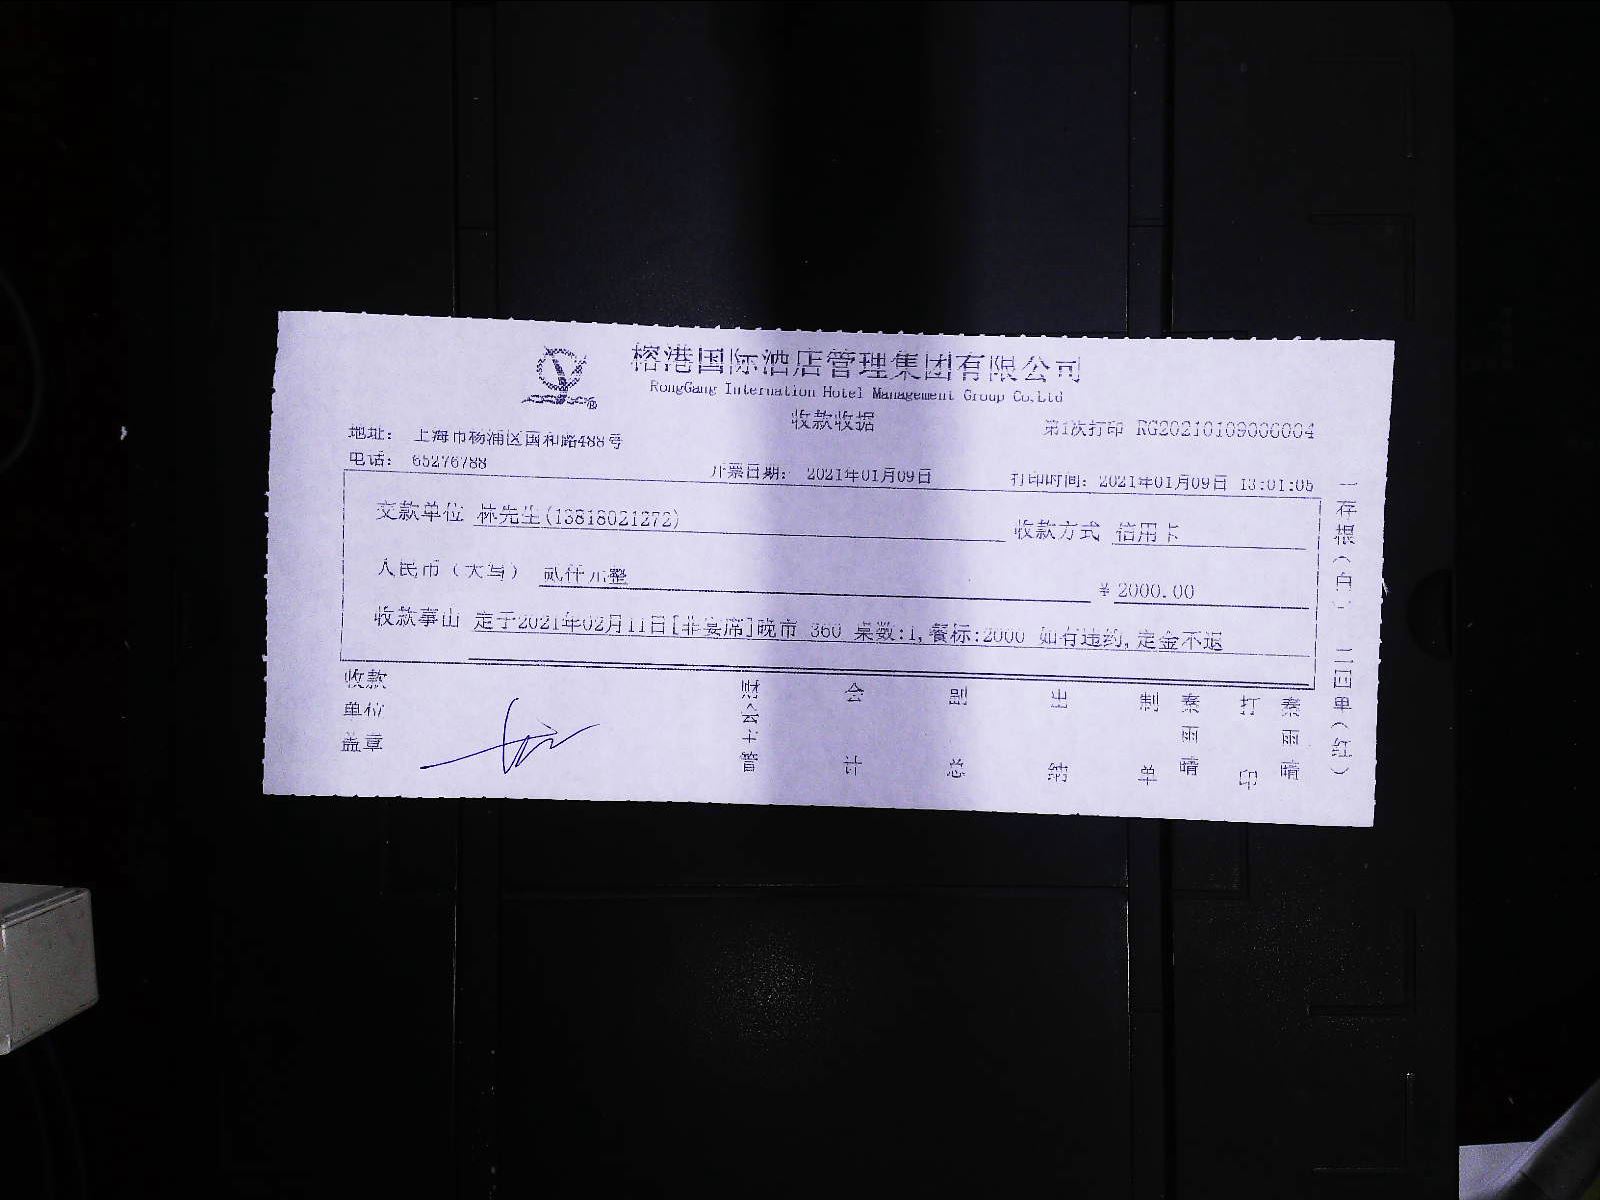 榕港国际酒店管理集团有限公司
RongGang Internation Hotel Management Group Co.Ltd
收款收据
第1次打印 RG20210109000004
地址： 上海市杨浦区国和路488号
电话： 65276788
开票日期： 2021年01月09日
打印时间：2021年01月09日 13:01:05
交款单位 林先生(13818021272)
收款方式 信用卡
人民币（大写） 贰仟元整
¥ 2000.00
收款事由 定于2021年02月11日[非宴席]晚市 360 桌数:1,餐标:2000 如有违约,定金不退
收款单位盖章
财会主管
会计
副总
出纳
制单
秦雨晴
打印
秦雨晴
一存根（白） 二回单（红）